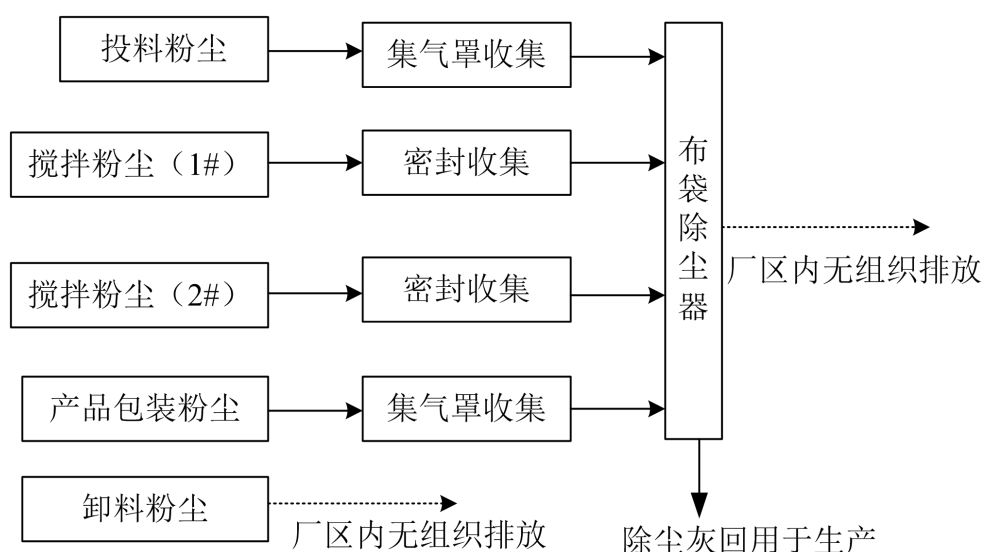 投料粉尘
集气罩收集
搅拌粉尘（1#）
密封收集
搅拌粉尘（2#）
密封收集
产品包装粉尘
集气罩收集
布袋除尘器
厂区内无组织排放
卸料粉尘
厂区内无组织排放
除尘灰回用于生产